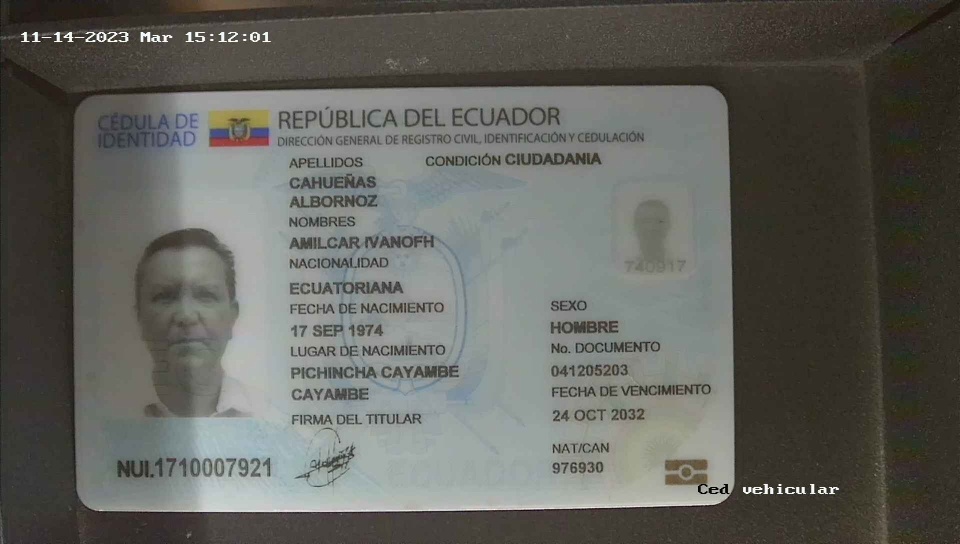 11-14-2023 Mar 15:12:01
CÉDULA DE
IDENTIDAD
REPÚBLICA DEL ECUADOR
DIRECCIÓN GENERAL DE REGISTRO CIVIL, IDENTIFICACIÓN Y CEDULACIÓN
APELLIDOS CONDICIÓN CIUDADANIA
CAHUEÑAS
ALBORNOZ
NOMBRES
AMILCAR IVANOFH
NACIONALIDAD
ECUATORIANA
FECHA DE NACIMIENTO
17 SEP 1974
LUGAR DE NACIMIENTO
PICHINCHA CAYAMBE
CAYAMBE
FIRMA DEL TITULAR
740917
SEXO
HOMBRE
No. DOCUMENTO
041205203
FECHA DE VENCIMIENTO
24 OCT 2032
NAT/CAN
976930
NUI.1710007921
ECUADOR
Ced vehicular